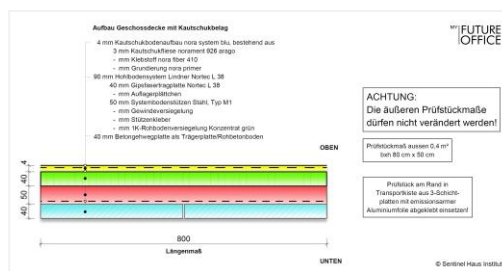 Aufbau Geschossdecke mit Kautschukbelag
4 mm Kautschukbodenaufbau nora system blu, bestehend aus
3 mm Kautschukfliese norament 926 arago
- mm Klebstoff nora fiber 410
- mm Grundierung nora primer
90 mm Hohlbodensystem Lindner Nortec L 38
40 mm Gipsfasertragplatte Nortec L 38
- mm Auflagerplättchen
50 mm Systembodenstützen Stahl, Typ M1
- mm Gewindeversiegelung
- mm Stützenkleber
- mm 1K-Rohbodenversiegelung Konzentrat grün
40 mm Betongehwegplatte als Trägerplatte/Rohbetonboden
MY FUTURE
OFFICE
ACHTUNG:
Die äußeren Prüfstückmaße
dürfen nicht verändert werden!
OBEN
Prüfstückmaß aussen 0,4 m²
bxh 80 cm x 50 cm
Prüfstück am Rand in
Transportkiste aus 3-Schicht-
platten mit emissionsarmer
Aluminiumfolie abgeklebt einsetzen!
4
40
50
40
800
Längenmaß
UNTEN
© Sentinel Haus Institut